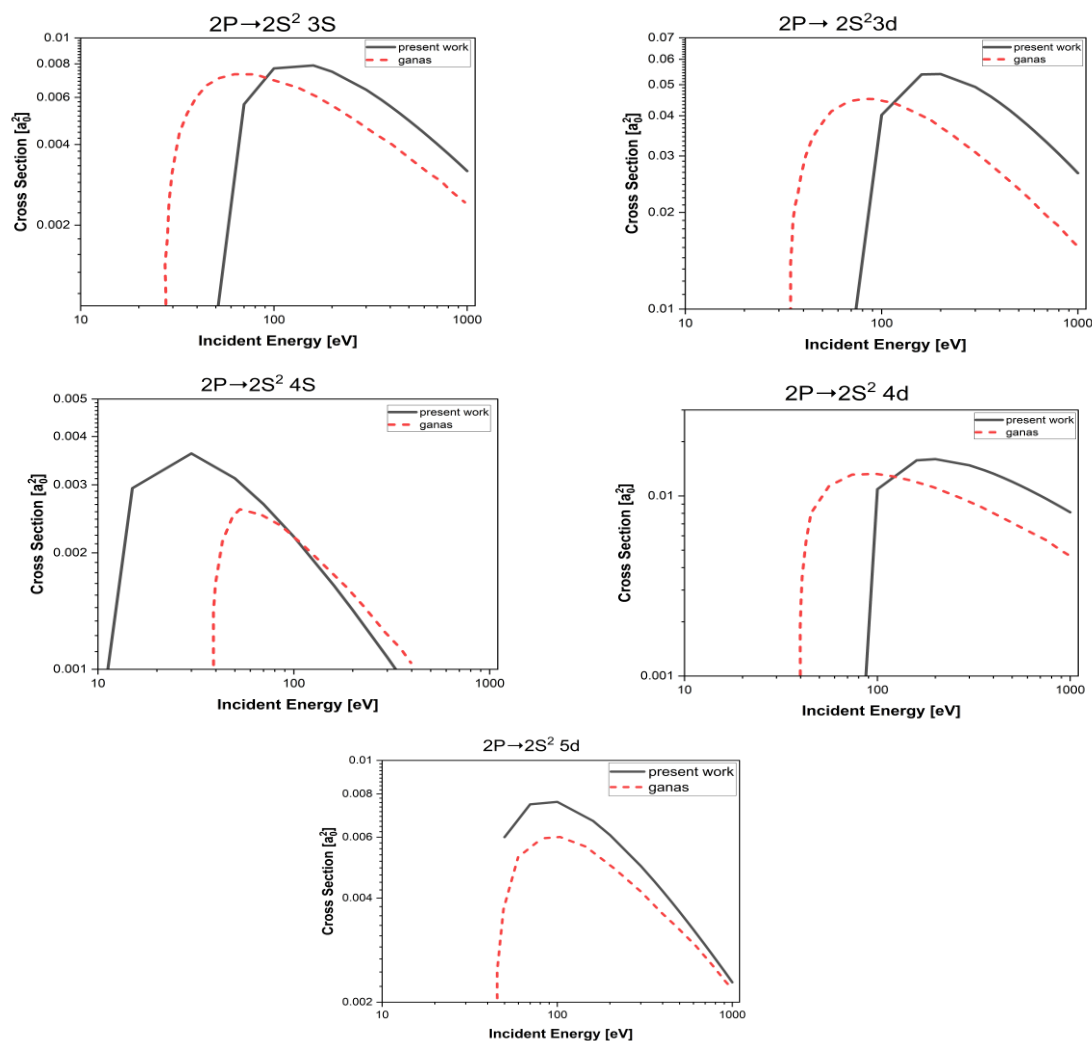 2P→2S² 3S
present work
ganas
0.01
0.008
0.006
0.004
0.002
Cross Section [a₀²]
10
100
1000
Incident Energy [eV]
2P→ 2S²3d
present work
ganas
0.07
0.06
0.05
0.04
0.03
0.02
0.01
Cross Section [a₀²]
10
100
1000
Incident Energy [eV]
2P→2S² 4S
present work
ganas
0.005
0.004
0.003
0.002
0.001
Cross Section [a₀²]
10
100
1000
Incident Energy [eV]
2P→2S² 4d
present work
ganas
0.01
0.001
Cross Section [a₀²]
10
100
1000
Incident Energy [eV]
2P→2S² 5d
present work
ganas
0.01
0.008
0.006
0.004
0.002
Cross Section [a₀²]
10
100
1000
Incident Energy [eV]